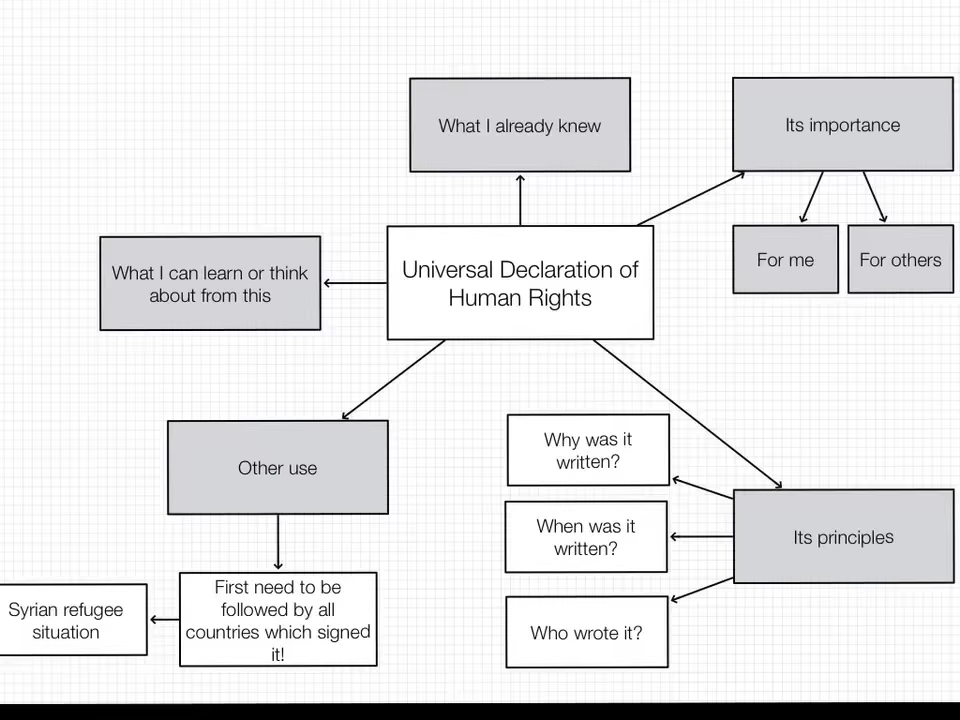 What I already knew
Its importance
For me
For others
Universal Declaration of
Human Rights
What I can learn or think
about from this
Other use
First need to be
followed by all
countries which signed
it!
Syrian refugee
situation
Why was it
written?
When was it
written?
Who wrote it?
Its principles